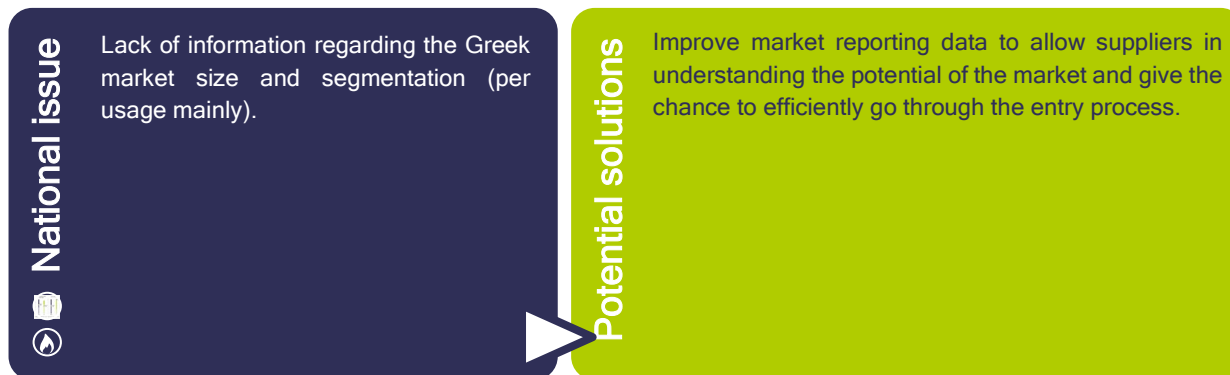 National issue
Lack of information regarding the Greek
market size and segmentation (per
usage mainly).
Potential solutions
Improve market reporting data to allow suppliers in
understanding the potential of the market and give the
chance to efficiently go through the entry process.